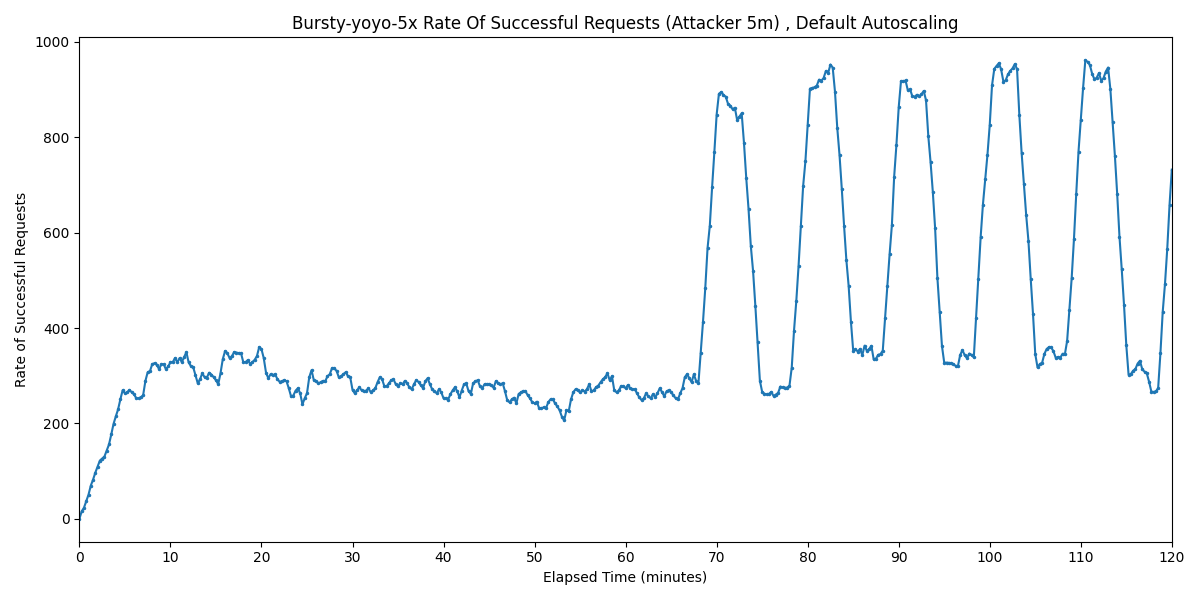 Bursty-yoyo-5x Rate Of Successful Requests (Attacker 5m) , Default Autoscaling
1000
800
600
400
200
0
Rate of Successful Requests
0 10 20 30 40 50 60 70 80 90 100 110 120
Elapsed Time (minutes)